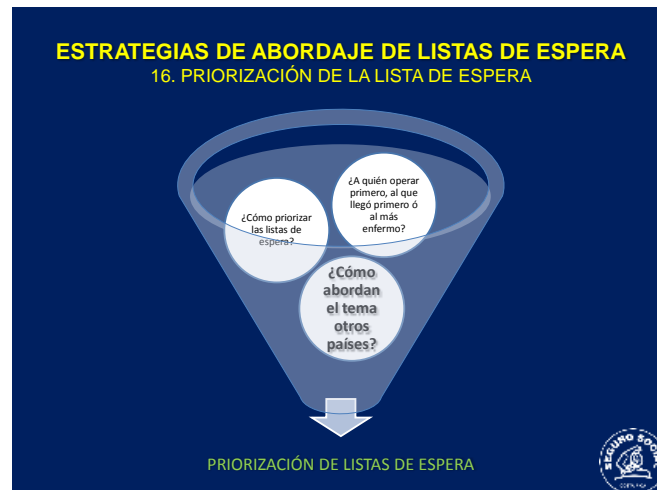 ESTRATEGIAS DE ABORDAJE DE LISTAS DE ESPERA
16. PRIORIZACIÓN DE LA LISTA DE ESPERA
¿A quién operar
primero, al que
llegó primero ó
al más
enfermo?
¿Cómo priorizar
las listas de
espera?
¿Cómo
abordan
el tema
otros
países?
PRIORIZACIÓN DE LISTAS DE ESPERA
SEGURO SOCIAL